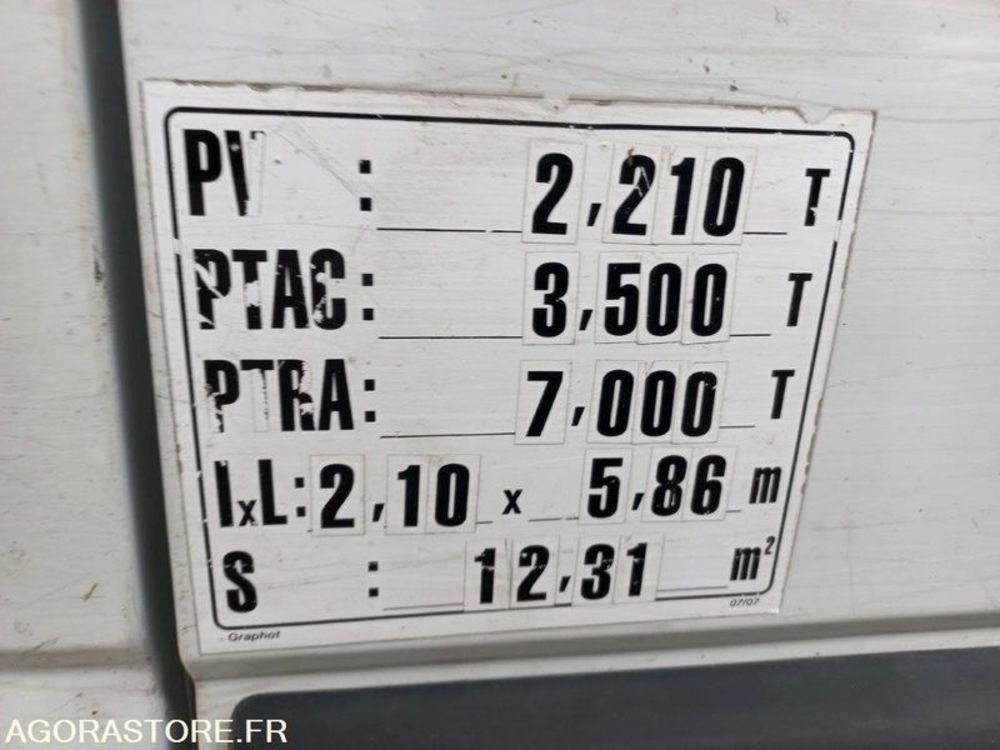 PV : 2,210 T
PTAC : 3,500 T
PTRA : 7,000 T
lxL : 2,10 x 5,86 m
S : 12,31 m²
Graphot 07/07
AGORASTORE.FR